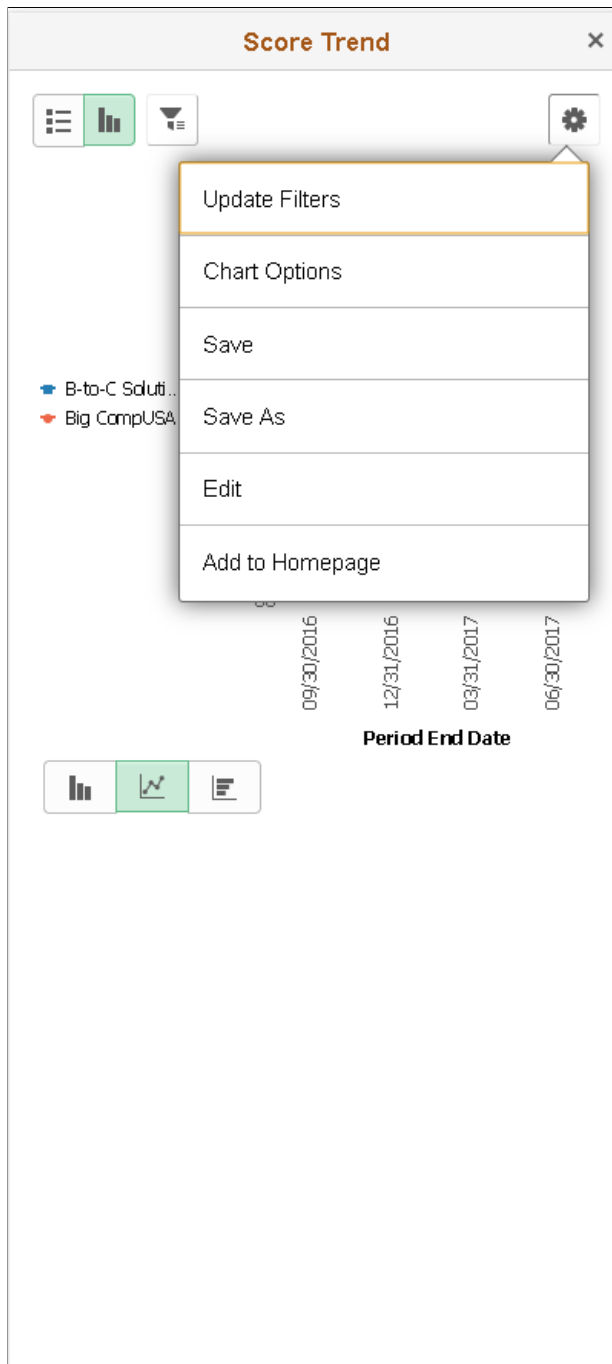 Score Trend
Update Filters
Chart Options
Save
B-to-C Soluti...
Big CompUSA
Save As
Edit
Add to Homepage
09/30/2016
12/31/2016
03/31/2017
06/30/2017
Period End Date